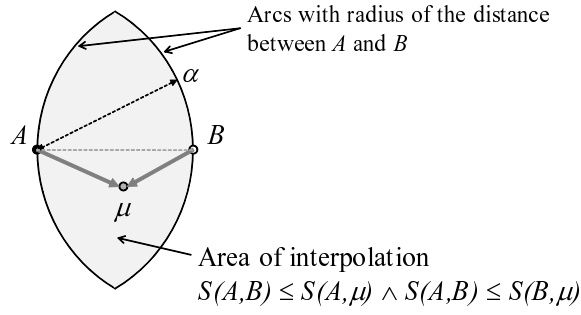 Arcs with radius of the distance
between A and B
α
A
B
μ
Area of interpolation
S(A,B) ≤ S(A,μ) ∧ S(A,B) ≤ S(B,μ)